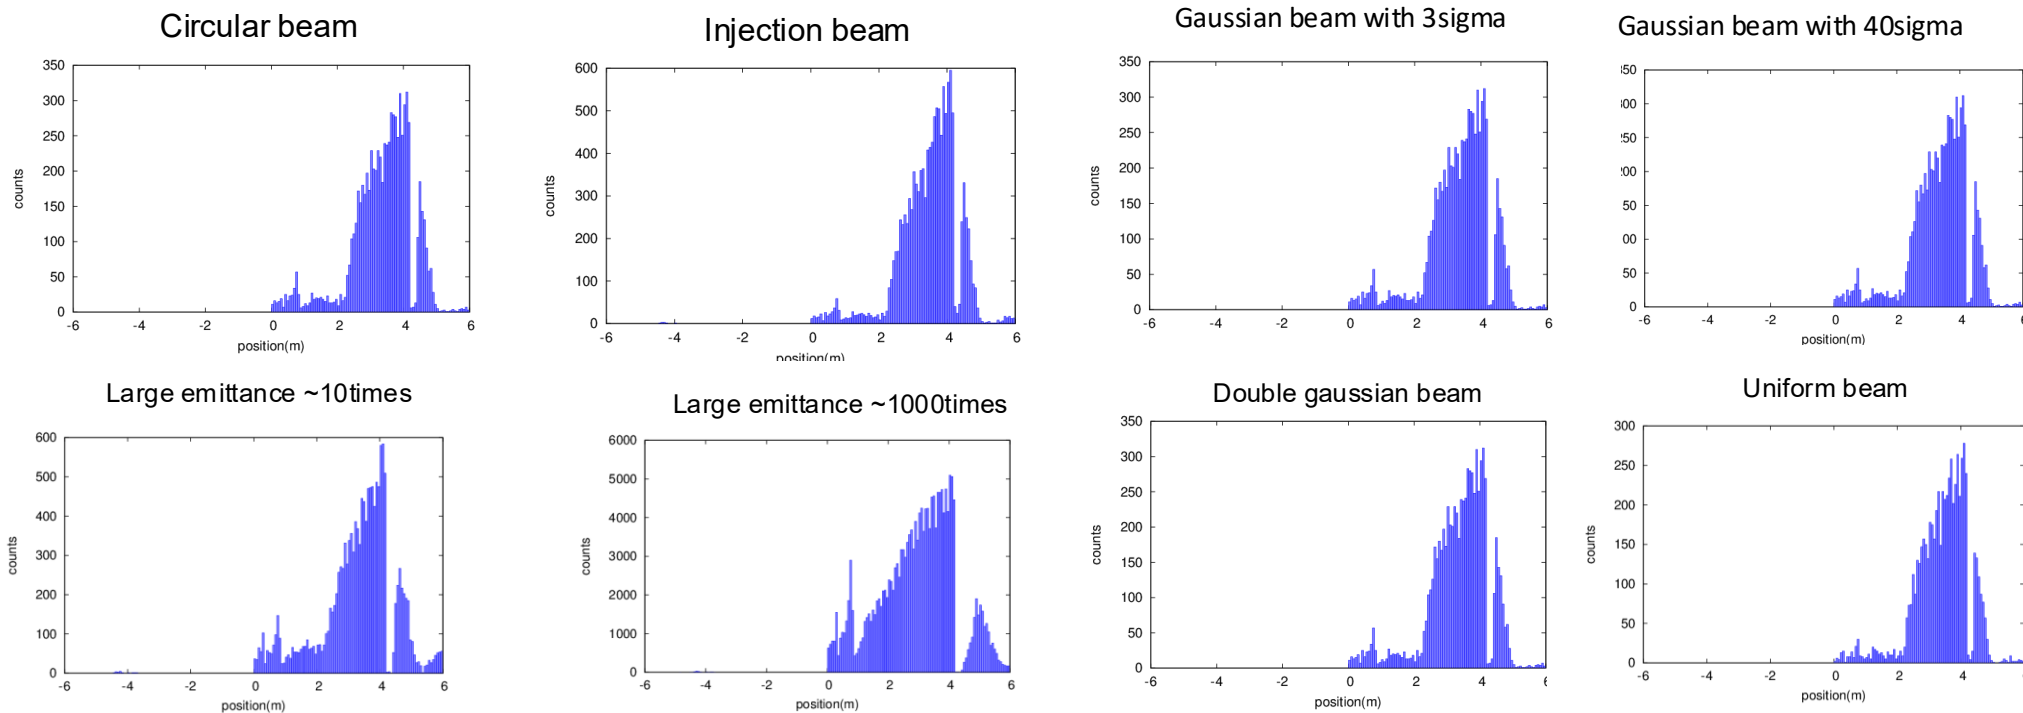 Circular beam
Injection beam
Gaussian beam with 3sigma
Gaussian beam with 40sigma
350
300
250
200
150
100
50
0
counts
-6 -4 -2 0 2 4 6
position(m)
600
500
400
300
200
100
0
counts
-6 -4 -2 0 2 4 6
350
300
250
200
150
100
50
0
counts
-6 -4 -2 0 2 4 6
position(m)
50
0
-6 -4 -2 0 2 4
position(m)
Large emittance ~10times
Large emittance ~1000times
Double gaussian beam
Uniform beam
600
500
400
300
200
100
0
counts
-6 -4 -2 0 2 4 6
position(m)
6000
5000
4000
3000
2000
1000
0
counts
-6 -4 -2 0 2 4 6
position(m)
350
300
250
200
150
100
50
0
counts
-6 -4 -2 0 2 4
position(m)
300
250
200
150
100
50
0
counts
-6 -4 -2 0 2 4
position(m)